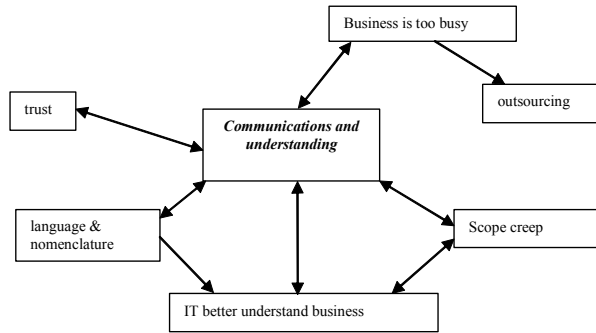 Business is too busy
trust
outsourcing
Communications and
understanding
language &
nomenclature
Scope creep
IT better understand business